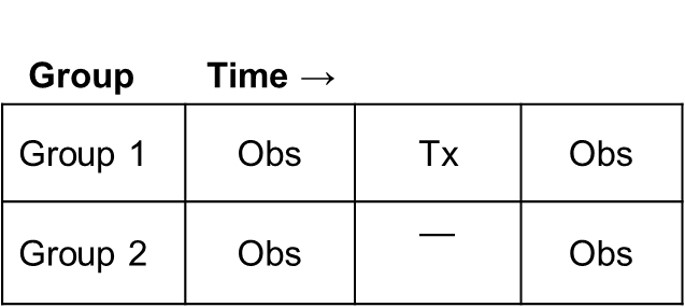 Group Time →
Group 1 Obs Tx Obs
Group 2 Obs — Obs